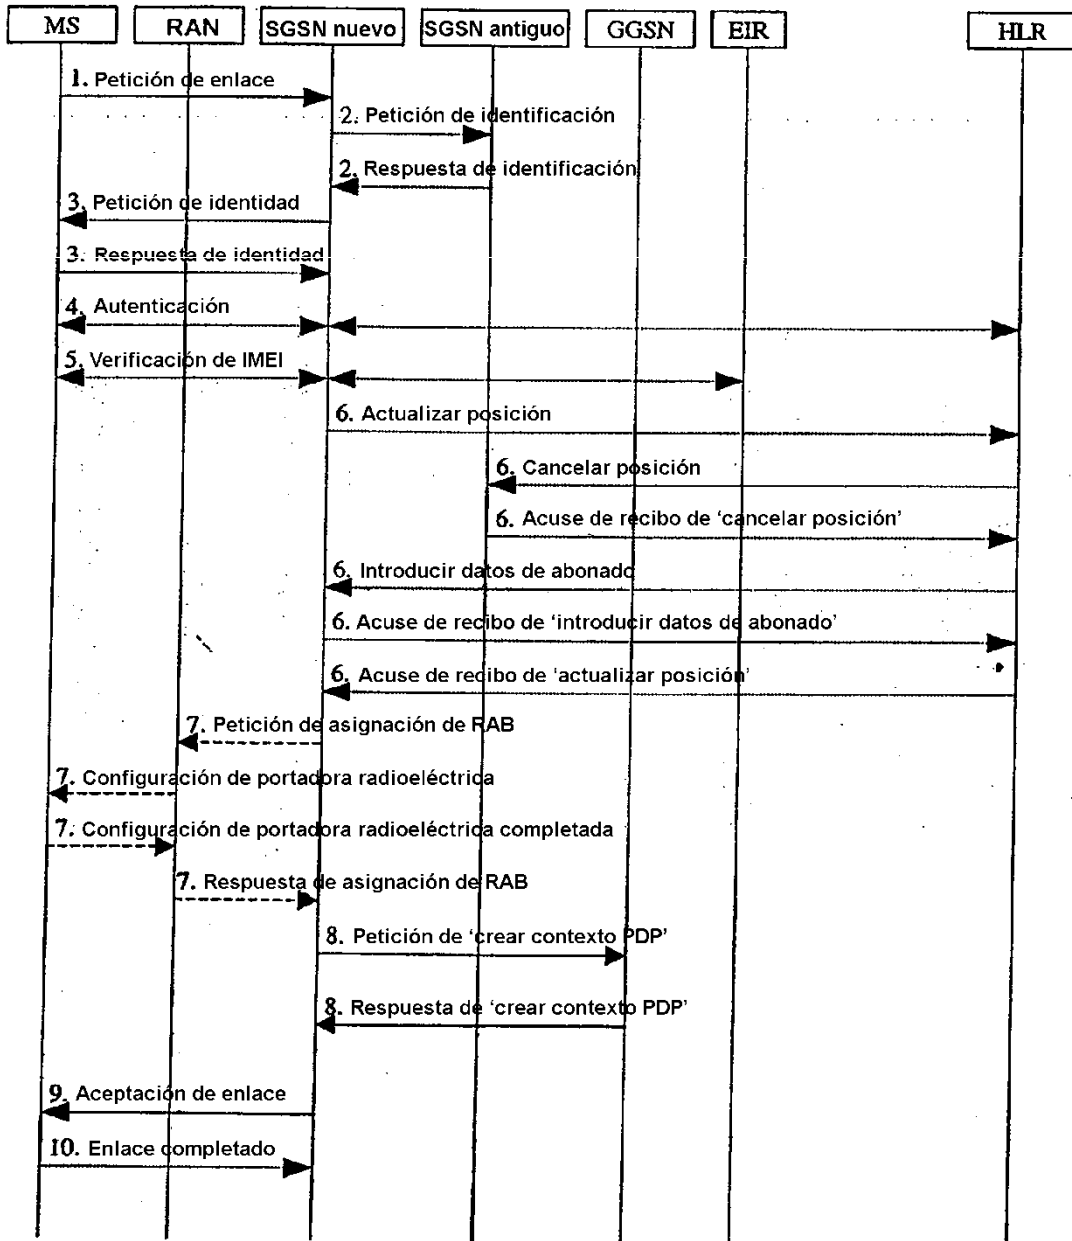 MS RAN SGSN nuevo SGSN antiguo GGSN EIR HLR
1. Petición de enlace
2. Petición de identificación
2. Respuesta de identificación
3. Petición de identidad
3. Respuesta de identidad
4. Autenticación
5. Verificación de IMEI
6. Actualizar posición
6. Cancelar posición
6. Acuse de recibo de ‘cancelar posición’
6. Introducir datos de abonado
6. Acuse de recibo de ‘introducir datos de abonado’
6. Acuse de recibo de ‘actualizar posición’
7. Petición de asignación de RAB
7. Configuración de portadora radioeléctrica
7. Configuración de portadora radioeléctrica completada
7. Respuesta de asignación de RAB
8. Petición de ‘crear contexto PDP’
8. Respuesta de ‘crear contexto PDP’
9. Aceptación de enlace
10. Enlace completado